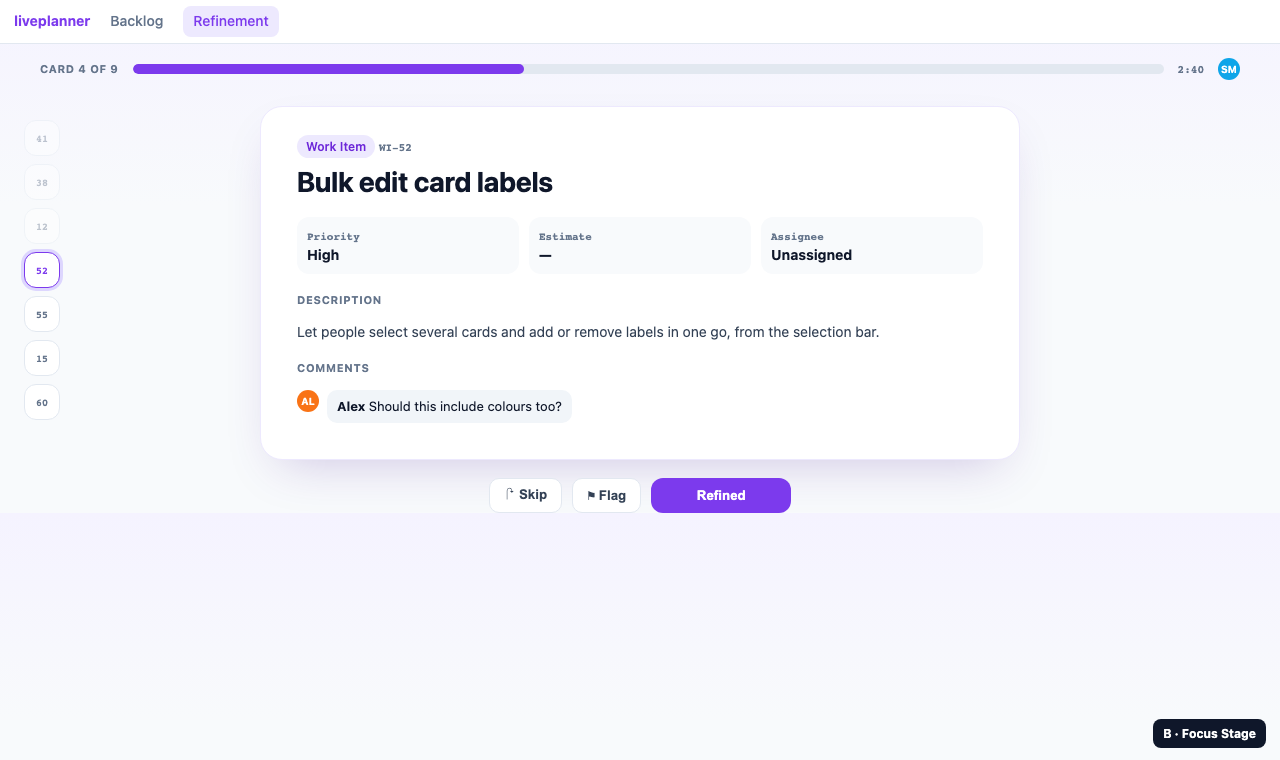 liveplanner Backlog Refinement
CARD 4 OF 9 2:40 SM
41
38
12
52
55
15
60
Work Item WI-52
Bulk edit card labels
Priority Estimate Assignee
High — Unassigned
DESCRIPTION
Let people select several cards and add or remove labels in one go, from the selection bar.
COMMENTS
AL Alex Should this include colours too?
Skip Flag Refined
B · Focus Stage